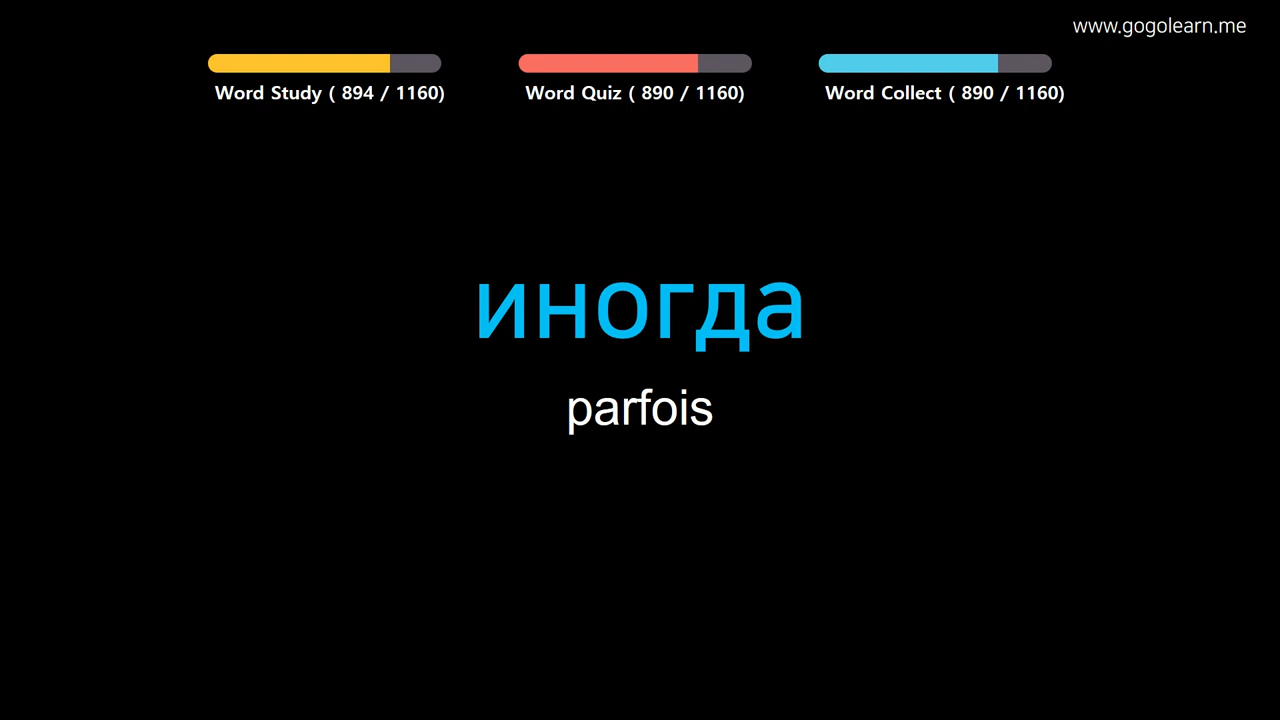 www.gogolearn.me
Word Study ( 894 / 1160)
Word Quiz ( 890 / 1160)
Word Collect ( 890 / 1160)
иногда
parfois